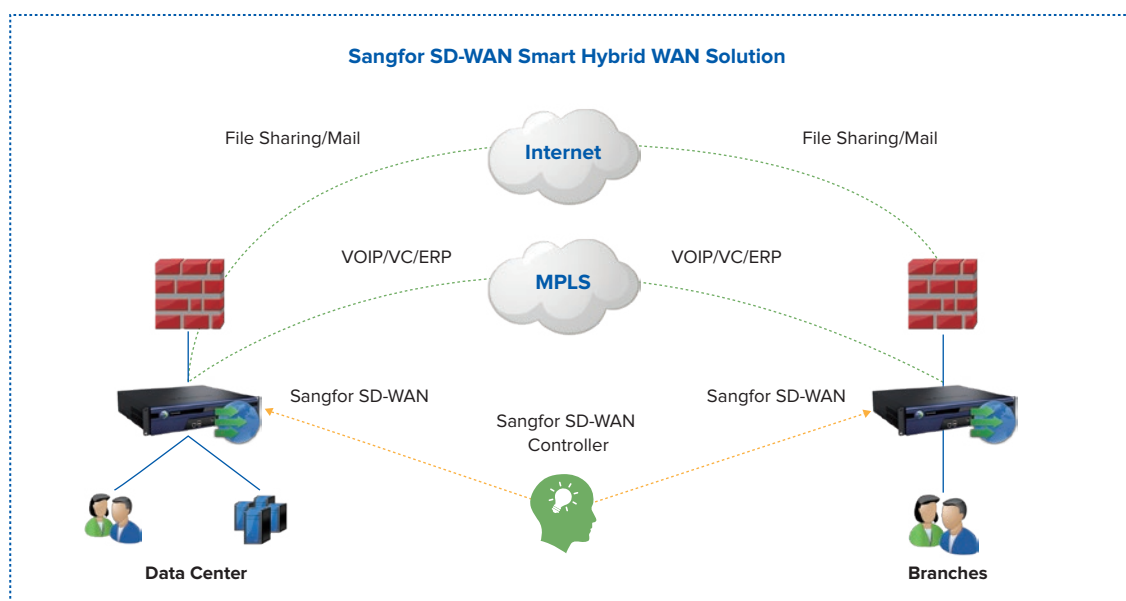 Sangfor SD-WAN Smart Hybrid WAN Solution
File Sharing/Mail
Internet
File Sharing/Mail
VOIP/VC/ERP
MPLS
VOIP/VC/ERP
Sangfor SD-WAN
Sangfor SD-WAN
Sangfor SD-WAN
Controller
Data Center
Branches